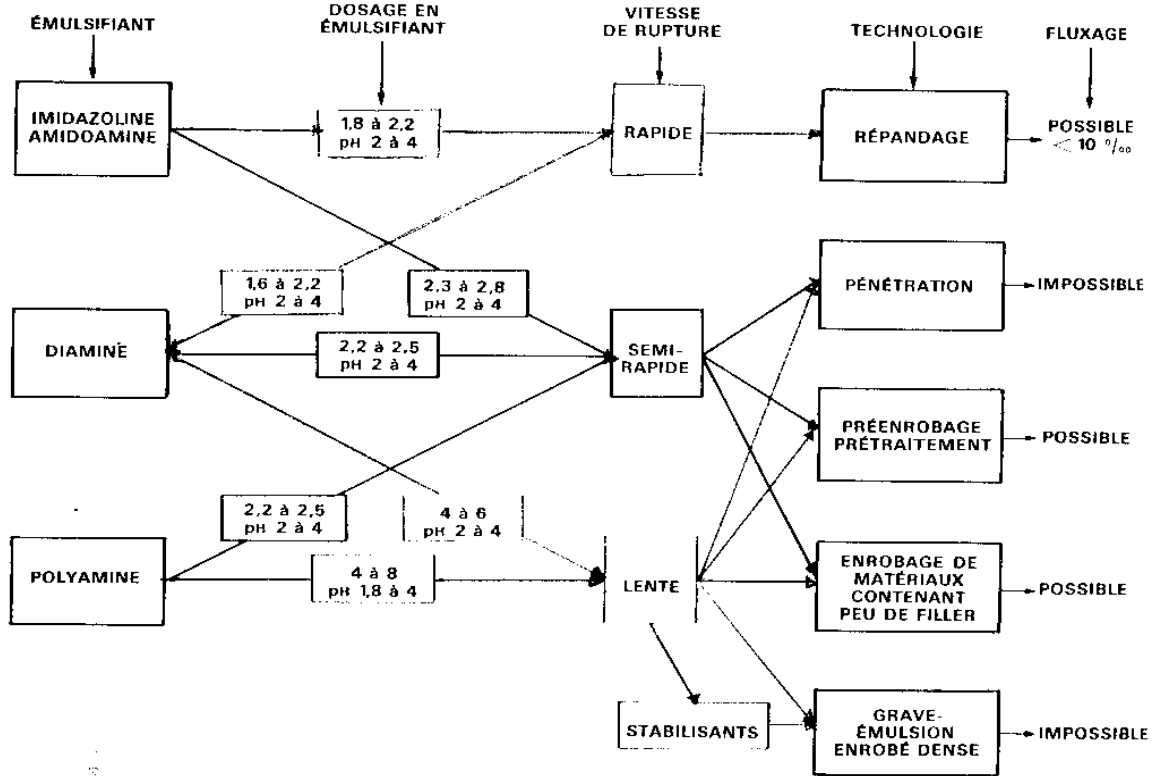 ÉMULSIFIANT
DOSAGE EN
ÉMULSIFIANT
VITESSE
DE RUPTURE
TECHNOLOGIE
FLUXAGE
IMIDAZOLINE
AMIDOAMINE
1,8 à 2,2
pH 2 à 4
RAPIDE
RÉPANDAGE
POSSIBLE
< 10 °/oo
1,6 à 2,2
pH 2 à 4
2,3 à 2,8
pH 2 à 4
PÉNÉTRATION
IMPOSSIBLE
DIAMINE
2,2 à 2,5
pH 2 à 4
SEMI-
RAPIDE
PRÉENROBAGE
PRÉTRAITEMENT
POSSIBLE
2,2 à 2,5
pH 2 à 4
4 à 6
pH 2 à 4
POLYAMINE
4 à 8
pH 1,8 à 4
LENTE
ENROBAGE DE
MATÉRIAUX
CONTENANT
PEU DE FILLER
POSSIBLE
STABILISANTS
GRAVE-
ÉMULSION
ENROBÉ DENSE
IMPOSSIBLE